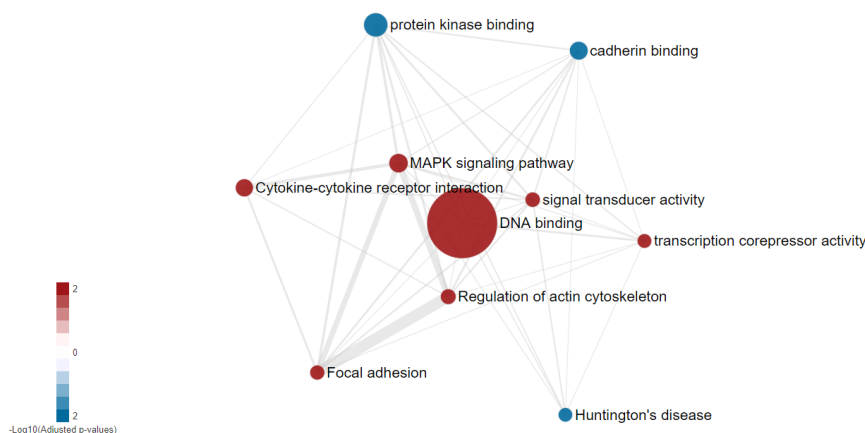 protein kinase binding
cadherin binding
MAPK signaling pathway
Cytokine-cytokine receptor interaction
signal transducer activity
DNA binding
transcription corepressor activity
Regulation of actin cytoskeleton
Focal adhesion
Huntington's disease
2
0
2
-Log10(Adjusted p-values)